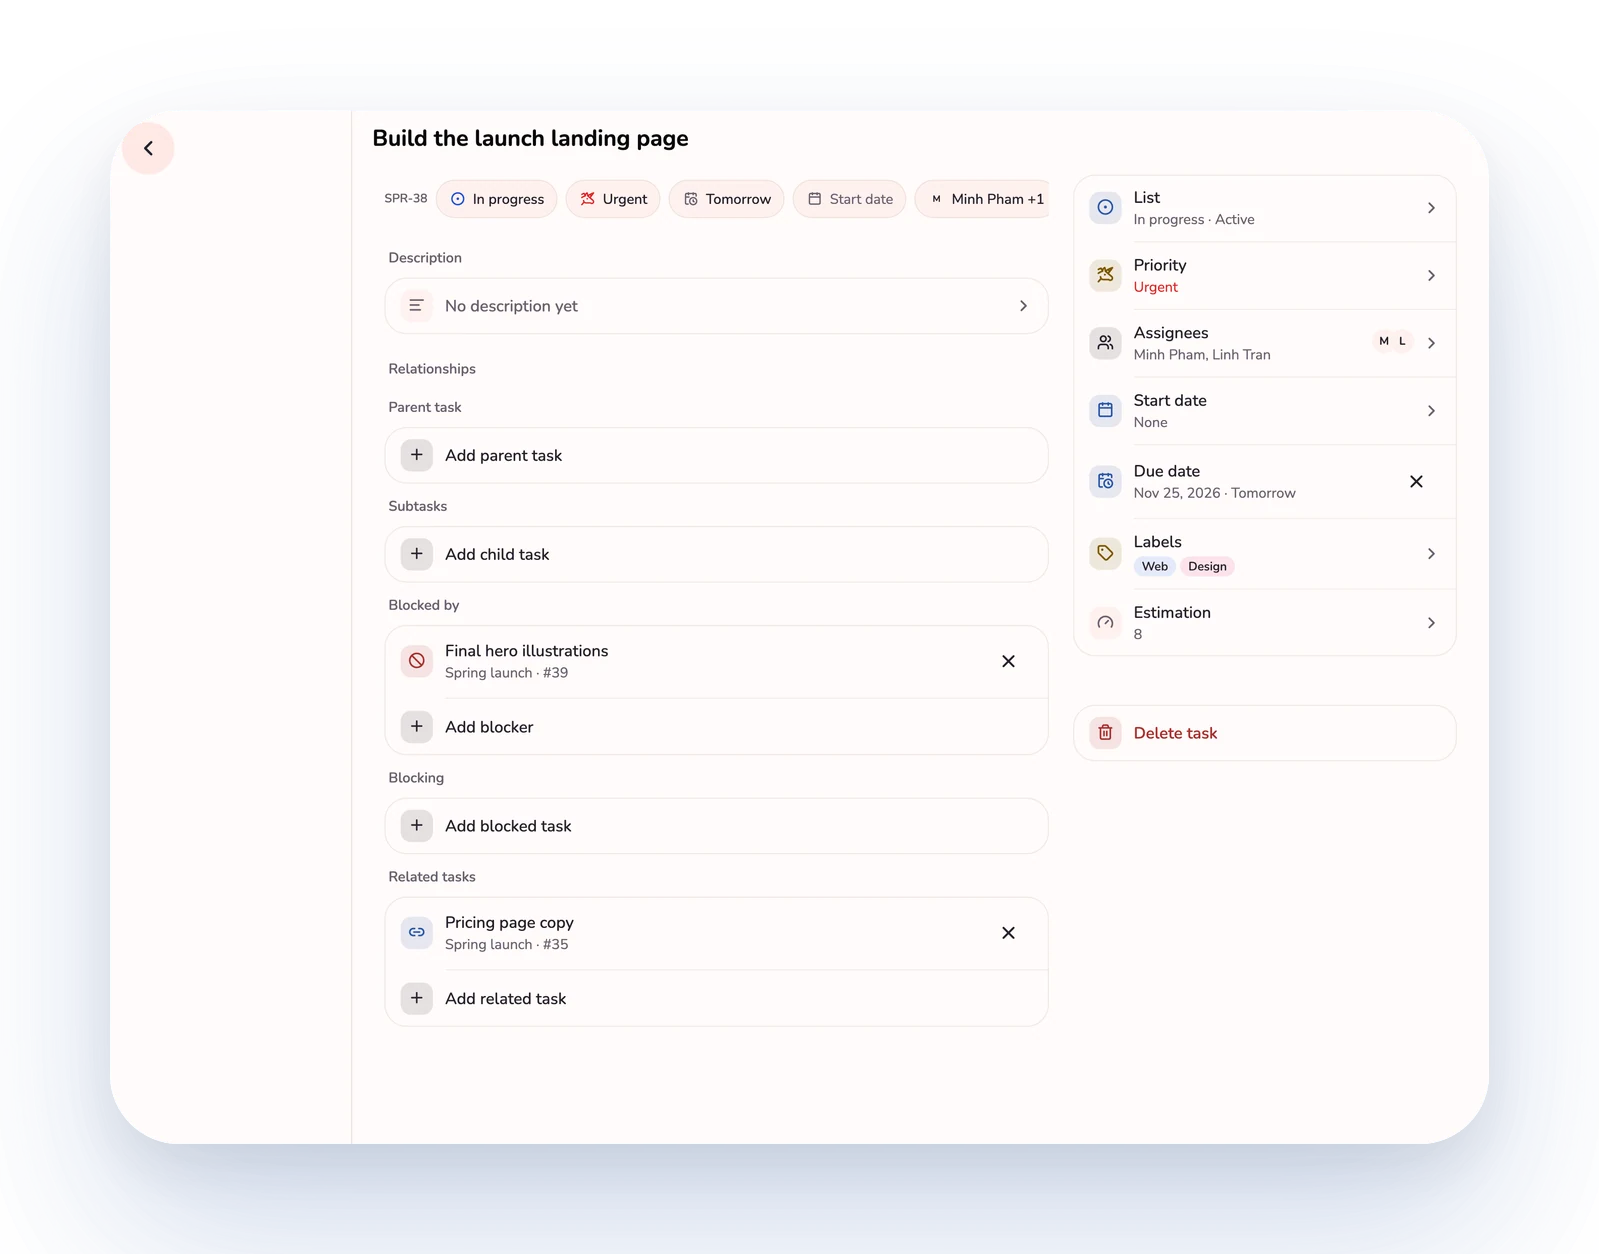 Build the launch landing page
SPR-38 In progress Urgent Tomorrow Start date M Minh Pham +1
Description
No description yet
Relationships
Parent task
Add parent task
Subtasks
Add child task
Blocked by
Final hero illustrations
Spring launch · #39
Add blocker
Blocking
Add blocked task
Related tasks
Pricing page copy
Spring launch · #35
Add related task
List
In progress · Active
Priority
Urgent
Assignees
Minh Pham, Linh Tran
M L
Start date
None
Due date
Nov 25, 2026 · Tomorrow
Labels
Web Design
Estimation
8
Delete task